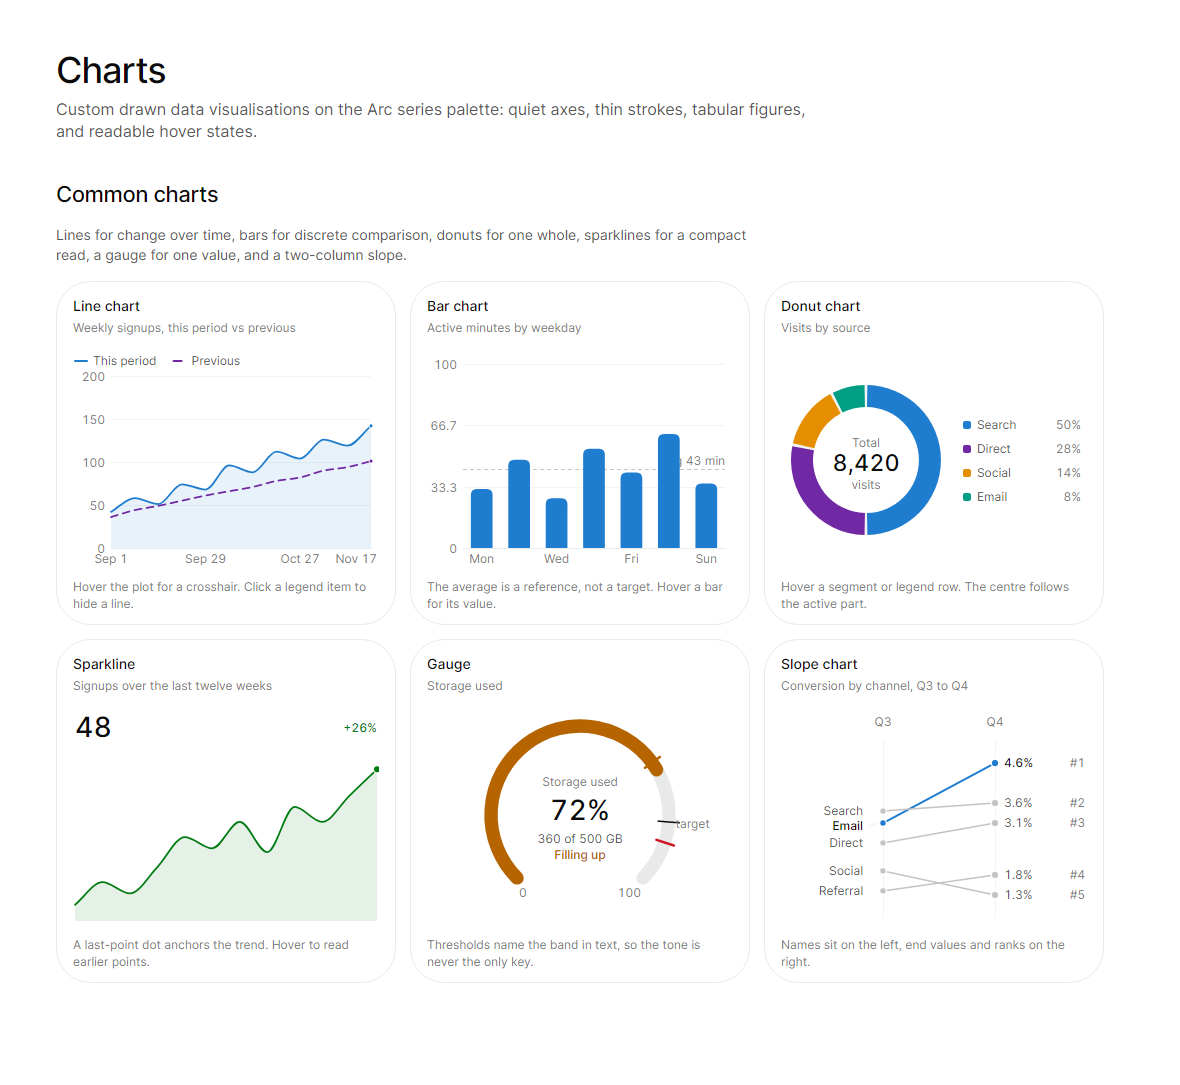 Charts
Custom drawn data visualisations on the Arc series palette: quiet axes, thin strokes, tabular figures,
and readable hover states.
Common charts
Lines for change over time, bars for discrete comparison, donuts for one whole, sparklines for a compact
read, a gauge for one value, and a two-column slope.
Line chart
Weekly signups, this period vs previous
This period
Previous
200
150
100
50
0
Sep 1
Sep 29
Oct 27
Nov 17
Hover the plot for a crosshair. Click a legend item to
hide a line.
Bar chart
Active minutes by weekday
100
66.7
33.3
0
43 min
Mon
Wed
Fri
Sun
The average is a reference, not a target. Hover a bar
for its value.
Donut chart
Visits by source
Total
8,420
visits
Search 50%
Direct 28%
Social 14%
Email 8%
Hover a segment or legend row. The centre follows
the active part.
Sparkline
Signups over the last twelve weeks
48
+26%
A last-point dot anchors the trend. Hover to read
earlier points.
Gauge
Storage used
Storage used
72%
360 of 500 GB
Filling up
target
0
100
Thresholds name the band in text, so the tone is
never the only key.
Slope chart
Conversion by channel, Q3 to Q4
Q3
Q4
4.6% #1
Search
3.6% #2
Email
3.1% #3
Direct
Social
1.8% #4
Referral
1.3% #5
Names sit on the left, end values and ranks on the
right.